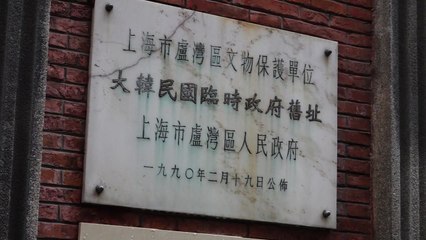 上海市盧灣區文物保護單位
大韓民國臨時政府舊址
上海市盧灣區人民政府
一九九〇年二月十九日公佈